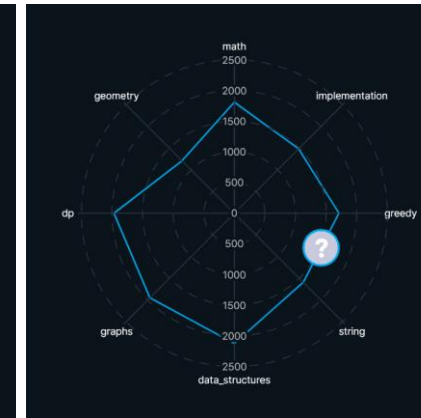 math
2500
geometry
2000
implementation
1500
1000
500
dp
0
greedy
500
?
1000
1500
graphs
2000
string
2500
data_structures